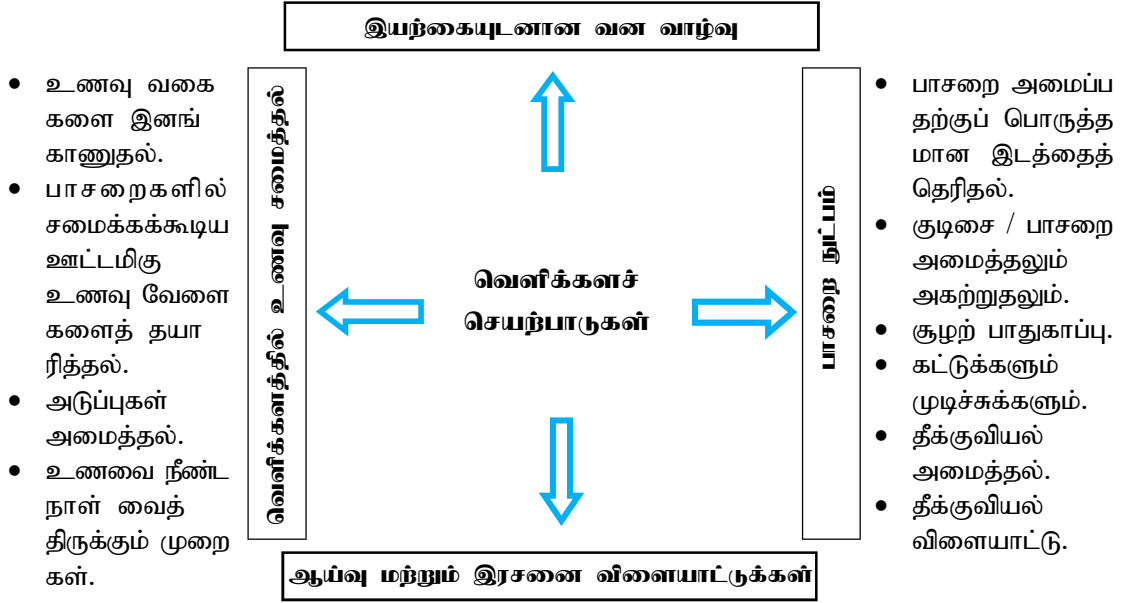 இயற்கையுடனான வன வாழ்வு
உணவு வகை
களை இனங்
காணுதல்.
பாசறைகளில்
சமைக்கக்கூடிய
ஊட்டமிகு
உணவு வேளை
களைத் தயா
ரித்தல்.
அடுப்புகள்
அமைத்தல்.
உணவை நீண்ட
நாள் வைத்
திருக்கும் முறை
கள்.
வெளிக்களத்தில் உணவு சமைத்தல்
வெளிக்களச்
செயற்பாடுகள்
பாசறை நுட்பம்
பாசறை அமைப்ப
தற்குப் பொருத்த
மான இடத்தைத்
தெரிதல்.
குடிசை / பாசறை
அமைத்தலும்
அகற்றுதலும்.
சூழற் பாதுகாப்பு.
கட்டுக்களும்
முடிச்சுக்களும்.
தீக்குவியல்
அமைத்தல்.
தீக்குவியல்
விளையாட்டு.
ஆய்வு மற்றும் இரசனை விளையாட்டுக்கள்